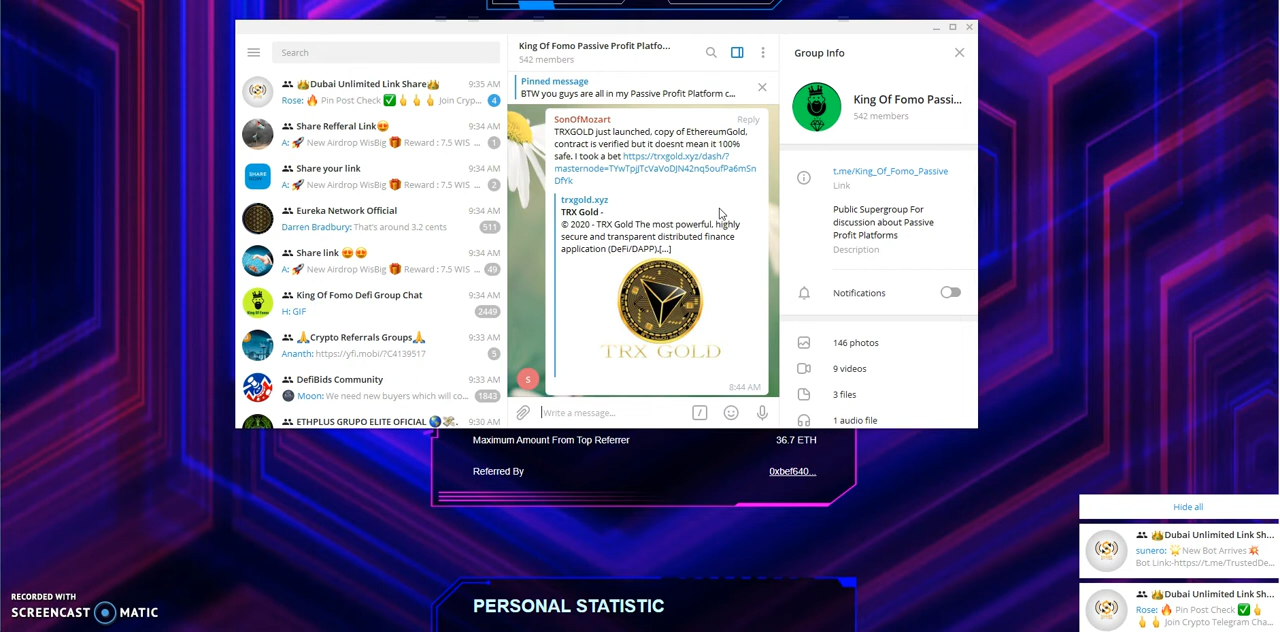 Search
👑Dubai Unlimited Link Share👑 9:35 AM
Rose: 🔥 Pin Post Check ✅👆👆👆 Join Cryp... 4
Share Refferal Link😍 9:34 AM
A: 🚀 New Airdrop WisBig 🎁 Reward : 7.5 WIS ... 1
Share your link 9:34 AM
A: 🚀 New Airdrop WisBig 🎁 Reward : 7.5 WIS ... 2
Eureka Network Official 9:34 AM
Darren Bradbury: That's around 3.2 cents 511
Share link 😍😍 9:34 AM
A: 🚀 New Airdrop WisBig 🎁 Reward : 7.5 WIS ... 49
King Of Fomo Defi Group Chat 9:34 AM
H: GIF 2449
🙏Crypto Referrals Groups🙏 9:33 AM
Ananth: https://yfi.mobi/?C4139517 5
DefiBids Community 9:33 AM
Moon: We need new buyers which will co... 1843
ETHPLUS GRUPO ELITE OFICIAL 🌎💸. 9:30 AM
King Of Fomo Passive Profit Platfo...
542 members
Pinned message
BTW you guys are all in my Passive Profit Platform c...
SonOfMozart Reply
TRXGOLD just launched, copy of EthereumGold,
contract is verified but it doesnt mean it 100%
safe. I took a bet https://trxgold.xyz/dash/?
masternode=TYwTpjJTcVaVoDJN42nq5oufPa6mSn
DfYk
trxgold.xyz
TRX Gold -
© 2020 - TRX Gold The most powerful, highly
secure and transparent distributed finance
application (DeFi/DAPP).[...]
TRX GOLD
S
8:44 AM
Write a message...
Group Info
King Of Fomo Passi...
542 members
t.me/King_Of_Fomo_Passive
Link
Public Supergroup For
discussion about Passive
Profit Platforms
Description
Notifications
146 photos
9 videos
3 files
1 audio file
Maximum Amount From Top Referrer 36.7 ETH
Referred By 0xbef640...
PERSONAL STATISTIC
Hide all
👑Dubai Unlimited Link Sh...
sunero: 🌟New Bot Arrives 💥
Bot Link:-https://t.me/TrustedDe...
👑Dubai Unlimited Link Sh...
Rose: 🔥 Pin Post Check ✅👆
👆👆 Join Crypto Telegram Cha...
RECORDED WITH
SCREENCAST MATIC